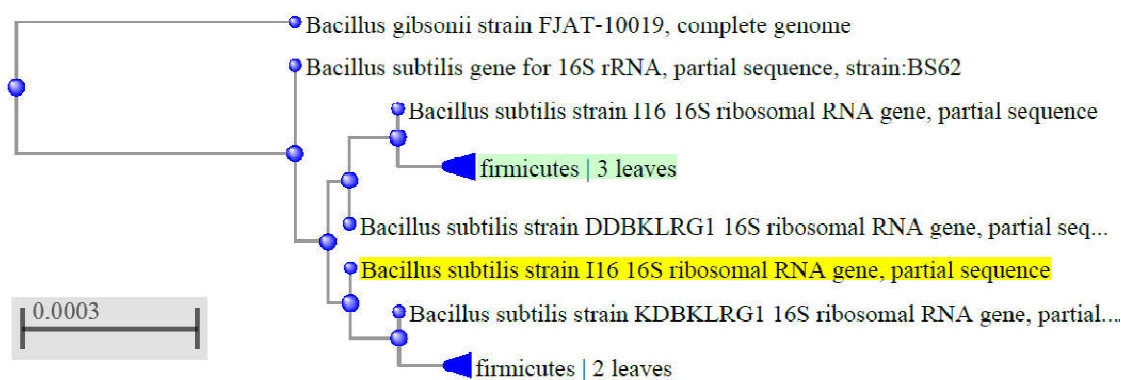 Bacillus gibsonii strain FJAT-10019, complete genome
Bacillus subtilis gene for 16S rRNA, partial sequence, strain:BS62
Bacillus subtilis strain I16 16S ribosomal RNA gene, partial sequence
firmicutes | 3 leaves
Bacillus subtilis strain DDBKLRG1 16S ribosomal RNA gene, partial seq...
Bacillus subtilis strain I16 16S ribosomal RNA gene, partial sequence
0.0003
Bacillus subtilis strain KDBKLRG1 16S ribosomal RNA gene, partial....
firmicutes | 2 leaves